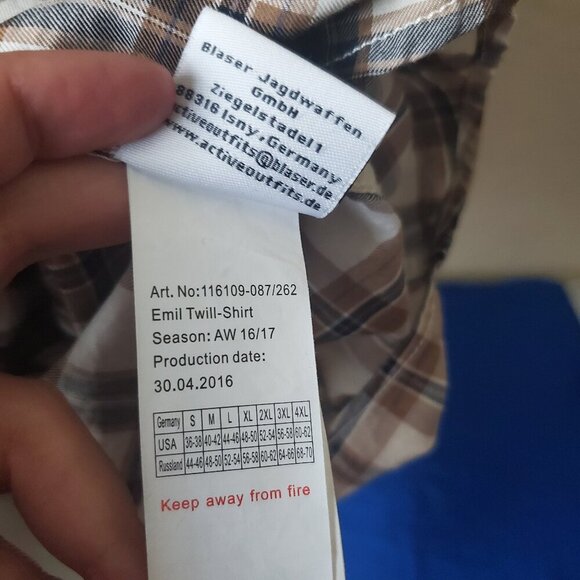 Blaser Jagdwaffen
GmbH
Ziegelstadel 1
88316 Isny, Germany
activeoutfits@blaser.de
www.activeoutfits.de
Art. No:116109-087/262
Emil Twill-Shirt
Season: AW 16/17
Production date:
30.04.2016
Germany S M L XL 2XL 3XL 4XL
USA 36-38 40-42 44-46 48-50 52-54 56-58 60-62
Russland 44-46 48-50 52-54 56-58 60-62 64-66 68-70
Keep away from fire